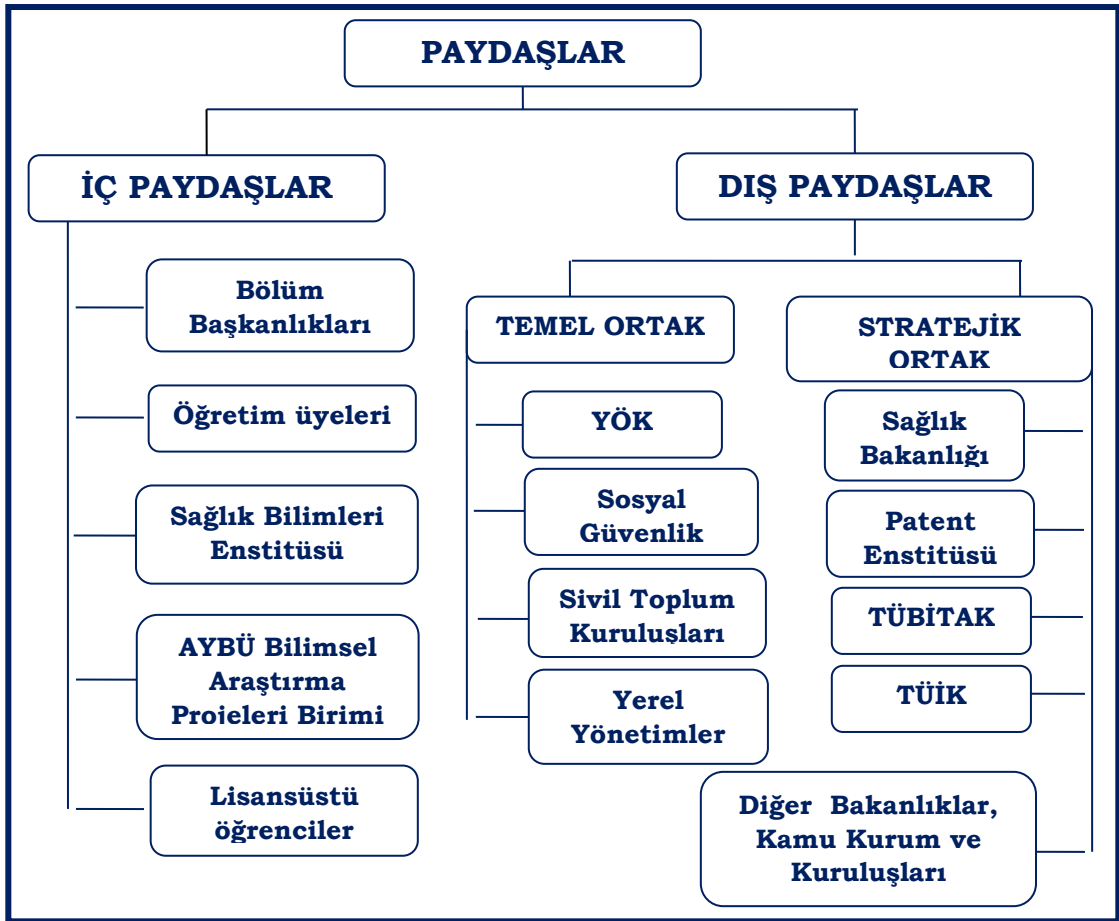 PAYDAŞLAR
İÇ PAYDAŞLAR
Bölüm
Başkanlıkları
Öğretim üyeleri
Sağlık Bilimleri
Enstitüsü
AYBÜ Bilimsel
Araştırma
Projeleri Birimi
Lisansüstü
öğrenciler
DIŞ PAYDAŞLAR
TEMEL ORTAK
YÖK
Sosyal
Güvenlik
Sivil Toplum
Kuruluşları
Yerel
Yönetimler
STRATEJİK
ORTAK
Sağlık
Bakanlığı
Patent
Enstitüsü
TÜBİTAK
TÜİK
Diğer Bakanlıklar,
Kamu Kurum ve
Kuruluşları